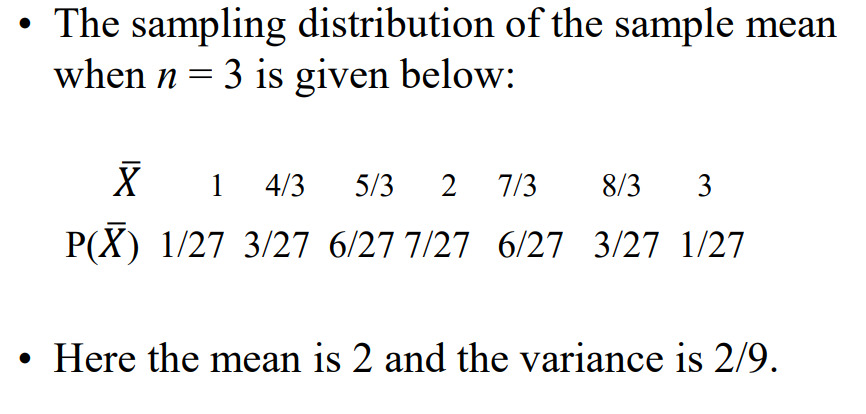 • The sampling distribution of the sample mean
when n = 3 is given below:
X̅ 1 4/3 5/3 2 7/3 8/3 3
P(X̅) 1/27 3/27 6/27 7/27 6/27 3/27 1/27
• Here the mean is 2 and the variance is 2/9.